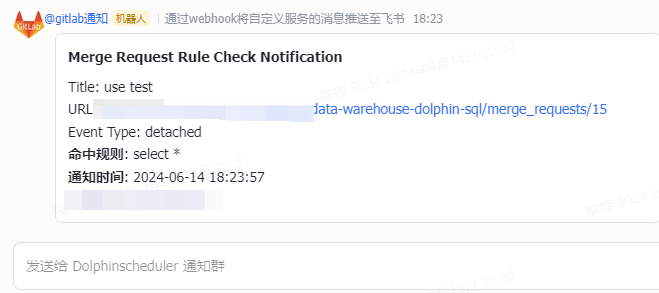 GitLab
@gitlab通知 机器人 通过webhook将自定义服务的消息推送至飞书 18:23
Merge Request Rule Check Notification
Title: use test
URL data-warehouse-dolphin-sql/merge_requests/15
Event Type: detached
命中规则: select *
通知时间: 2024-06-14 18:23:57
发送给 Dolphinscheduler 通知群